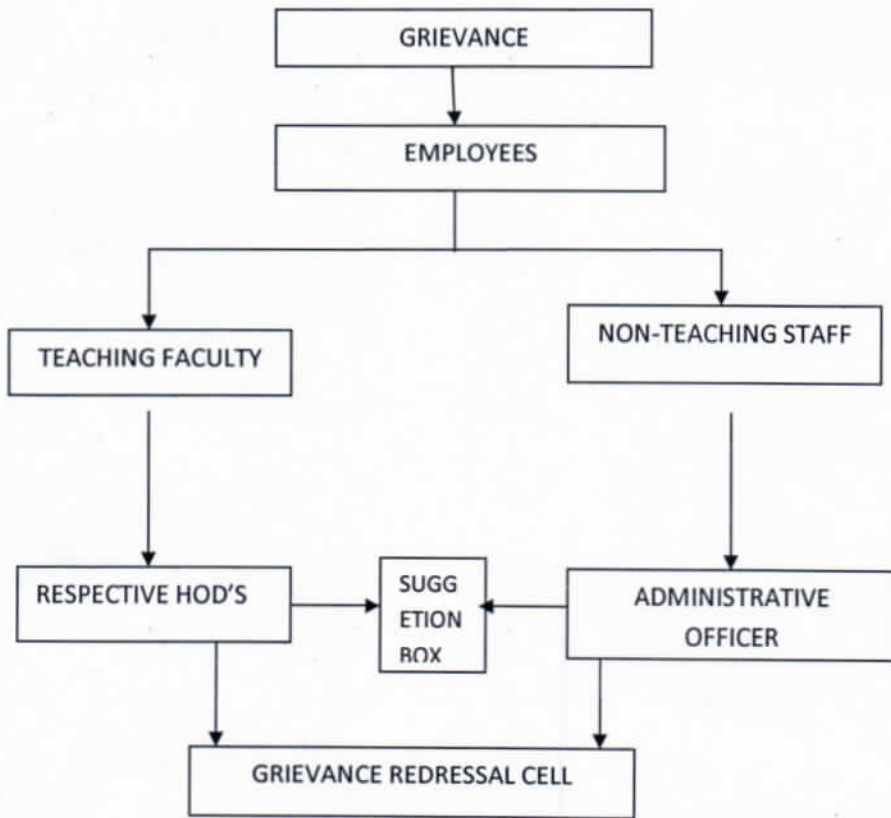 GRIEVANCE
EMPLOYEES
TEACHING FACULTY
NON-TEACHING STAFF
RESPECTIVE HOD'S
SUGG
ETION
BOX
ADMINISTRATIVE
OFFICER
GRIEVANCE REDRESSAL CELL